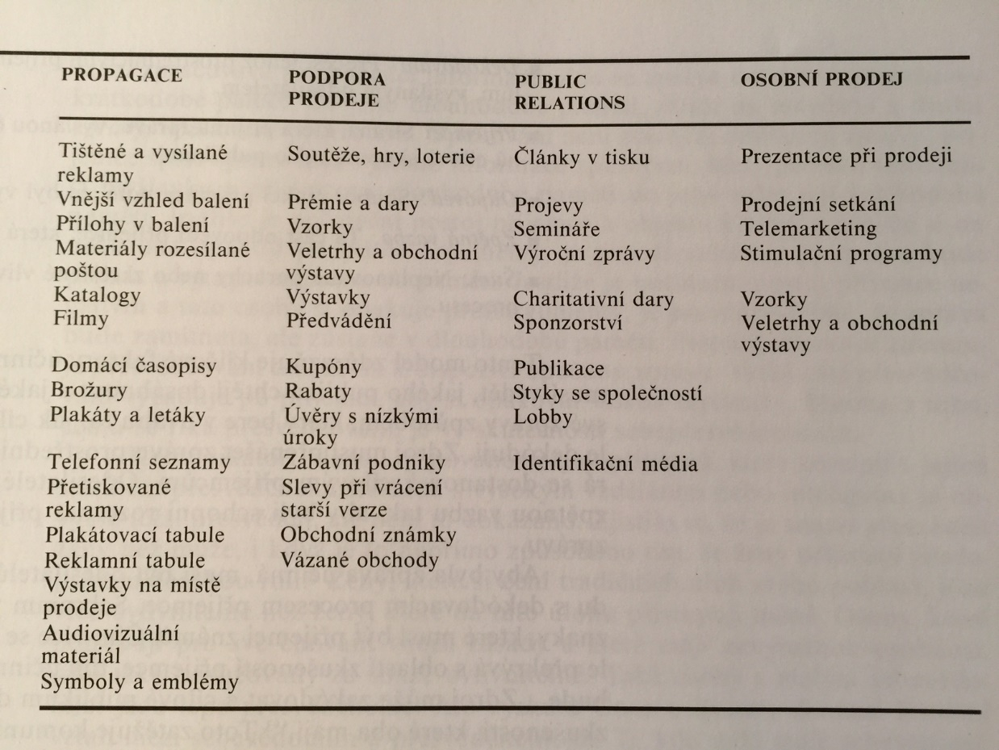 PROPAGACE
Tištěné a vysílané
reklamy
Vnější vzhled balení
Přílohy v balení
Materiály rozesílané
poštou
Katalogy
Filmy
Domácí časopisy
Brožury
Plakáty a letáky
Telefonní seznamy
Přetiskované
reklamy
Plakátovací tabule
Reklamní tabule
Výstavky na místě
prodeje
Audiovizuální
materiál
Symboly a emblémy
PODPORA
PRODEJE
Soutěže, hry, loterie
Prémie a dary
Vzorky
Veletrhy a obchodní
výstavy
Výstavky
Předvádění
Kupóny
Rabaty
Úvěry s nízkými
úroky
Zábavní podniky
Slevy při vrácení
starší verze
Obchodní známky
Vázané obchody
PUBLIC
RELATIONS
Články v tisku
Projevy
Semináře
Výroční zprávy
Charitativní dary
Sponzorství
Publikace
Styky se společností
Lobby
Identifikační média
OSOBNÍ PRODEJ
Prezentace při prodeji
Prodejní setkání
Telemarketing
Stimulační programy
Vzorky
Veletrhy a obchodní
výstavy